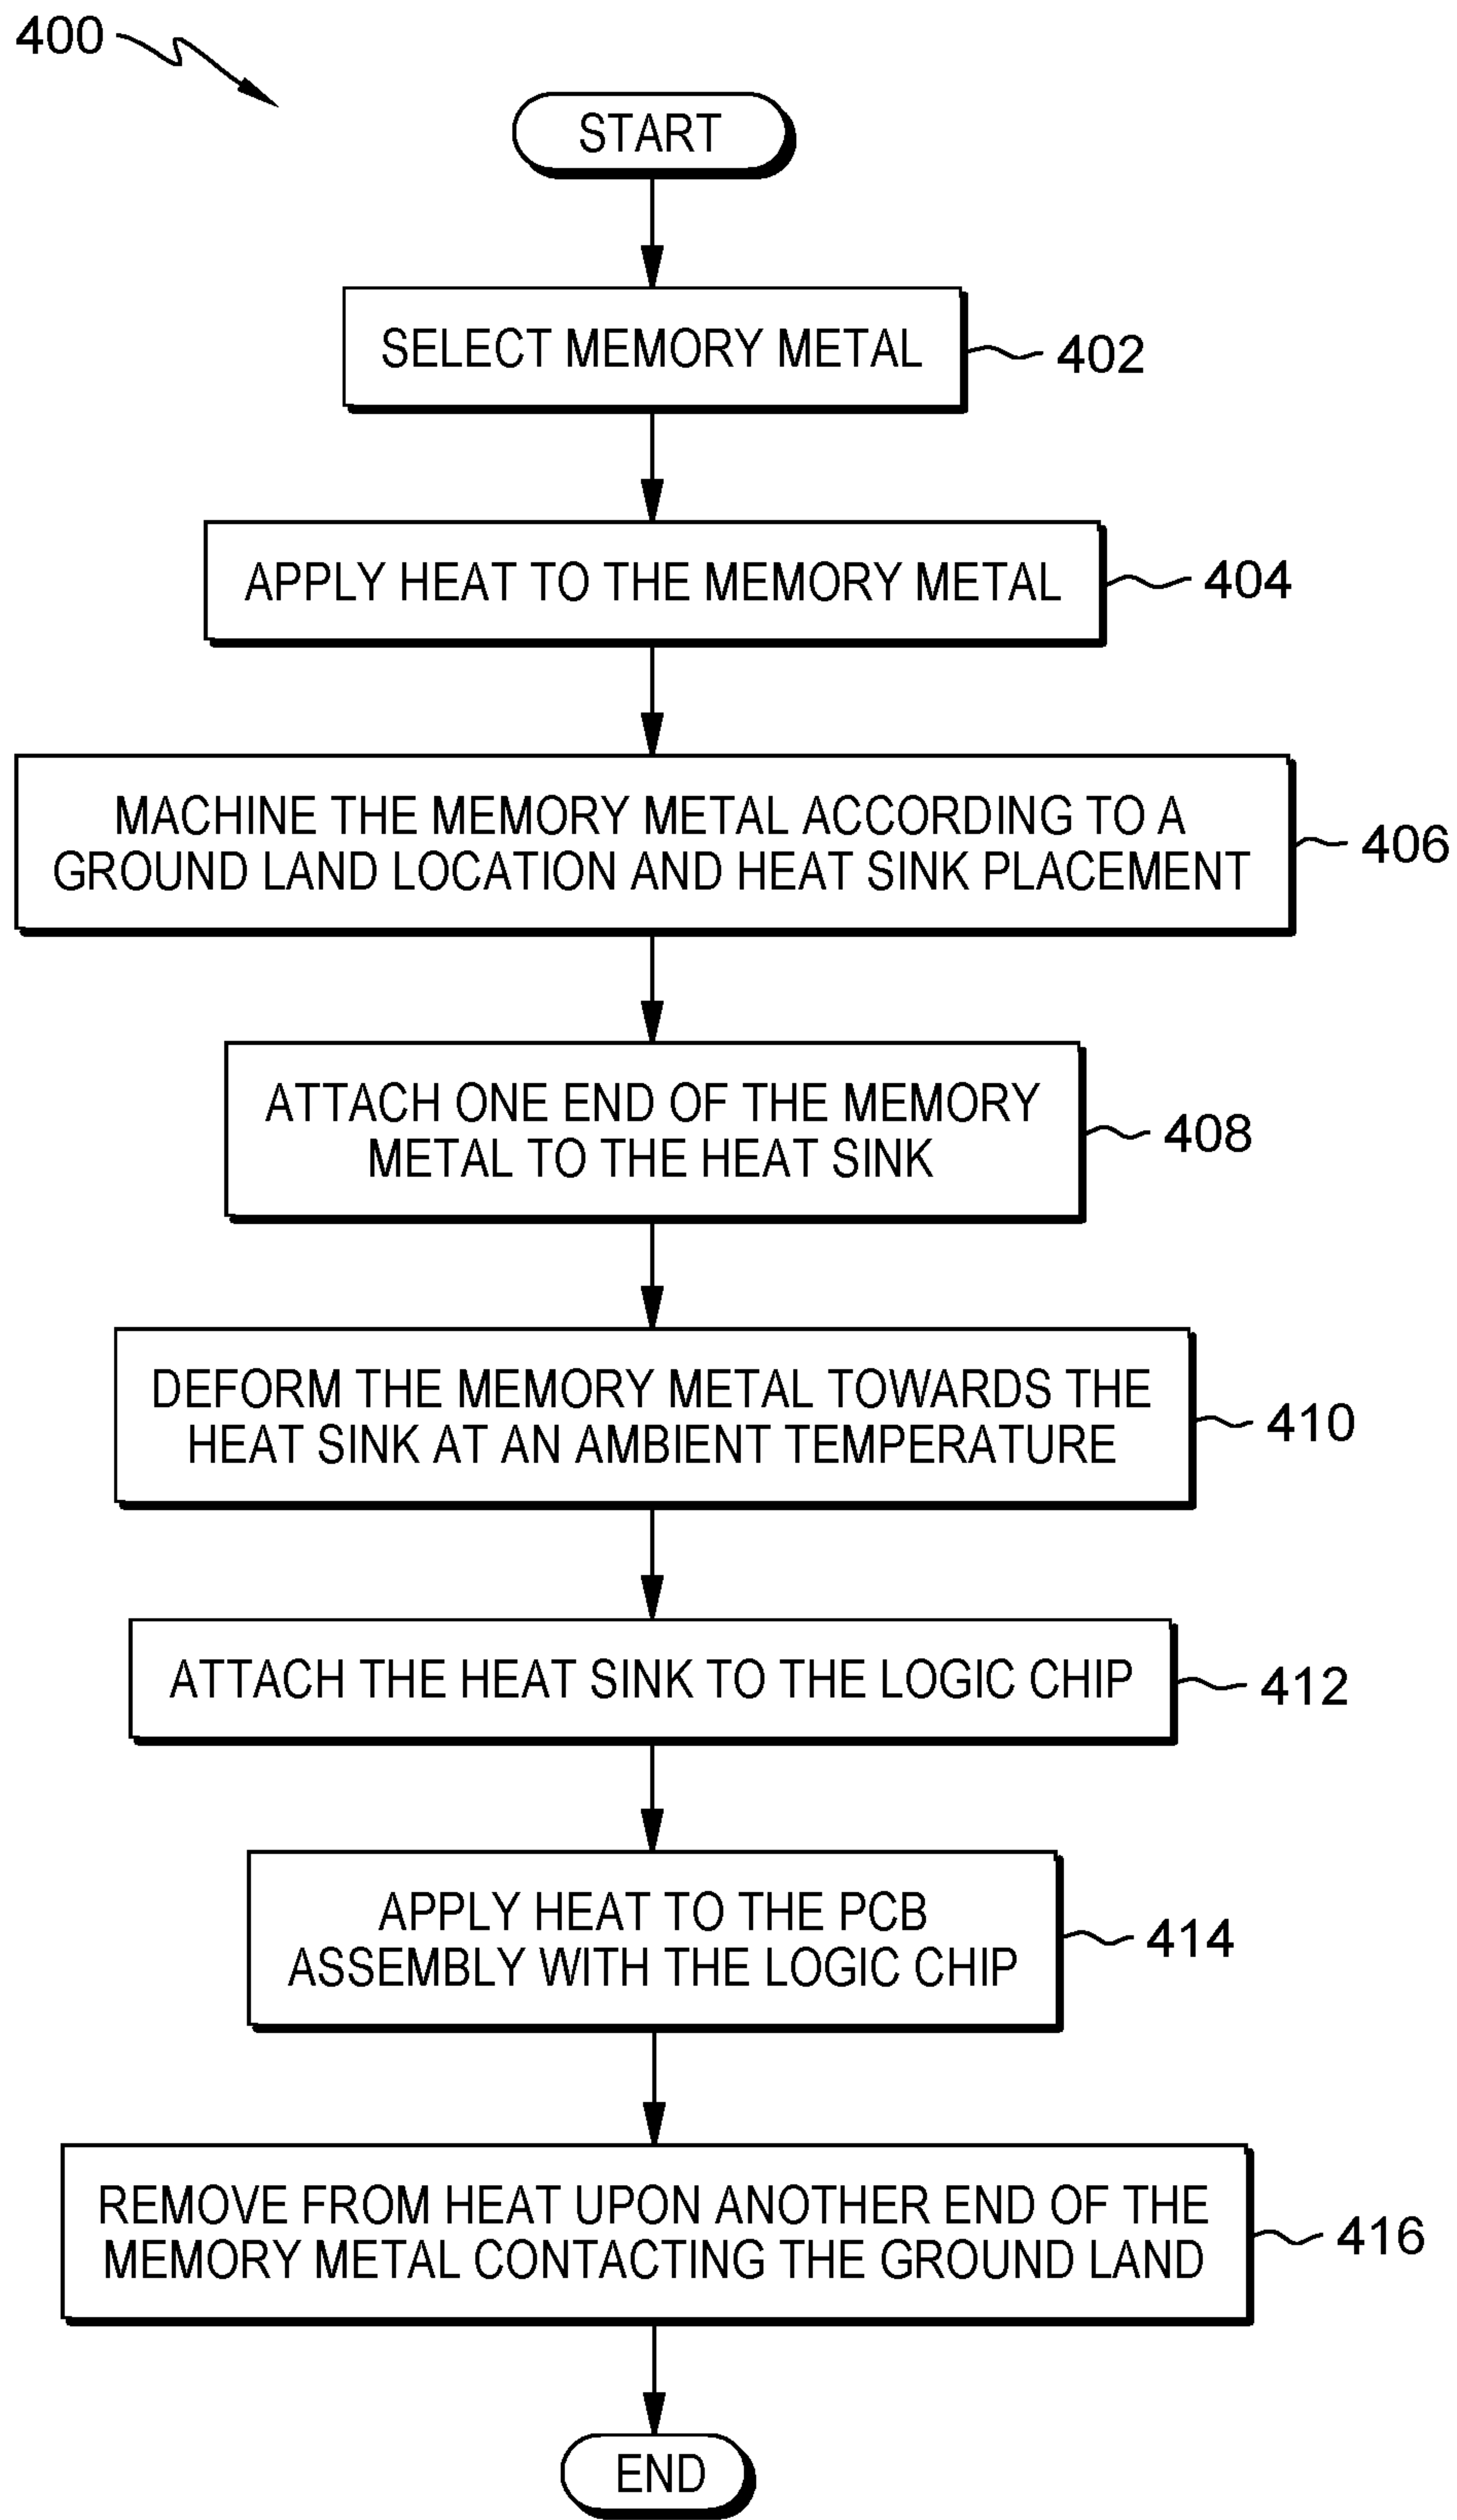 400
START
SELECT MEMORY METAL
402
APPLY HEAT TO THE MEMORY METAL
404
MACHINE THE MEMORY METAL ACCORDING TO A
GROUND LAND LOCATION AND HEAT SINK PLACEMENT
406
ATTACH ONE END OF THE MEMORY
METAL TO THE HEAT SINK
408
DEFORM THE MEMORY METAL TOWARDS THE
HEAT SINK AT AN AMBIENT TEMPERATURE
410
ATTACH THE HEAT SINK TO THE LOGIC CHIP
412
APPLY HEAT TO THE PCB
ASSEMBLY WITH THE LOGIC CHIP
414
REMOVE FROM HEAT UPON ANOTHER END OF THE
MEMORY METAL CONTACTING THE GROUND LAND
416
END